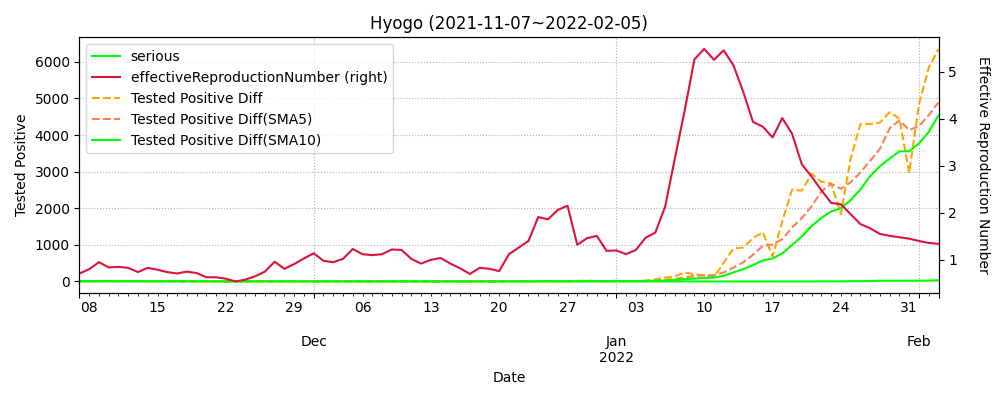 Hyogo (2021-11-07~2022-02-05)
serious
effectiveReproductionNumber (right)
Tested Positive Diff
Tested Positive Diff(SMA5)
Tested Positive Diff(SMA10)
Tested Positive
6000
5000
4000
3000
2000
1000
0
5
4
3
2
1
Effective Reproduction Number
08 15 22 29 06 13 20 27 03 10 17 24 31
Dec Jan Feb
2022
Date